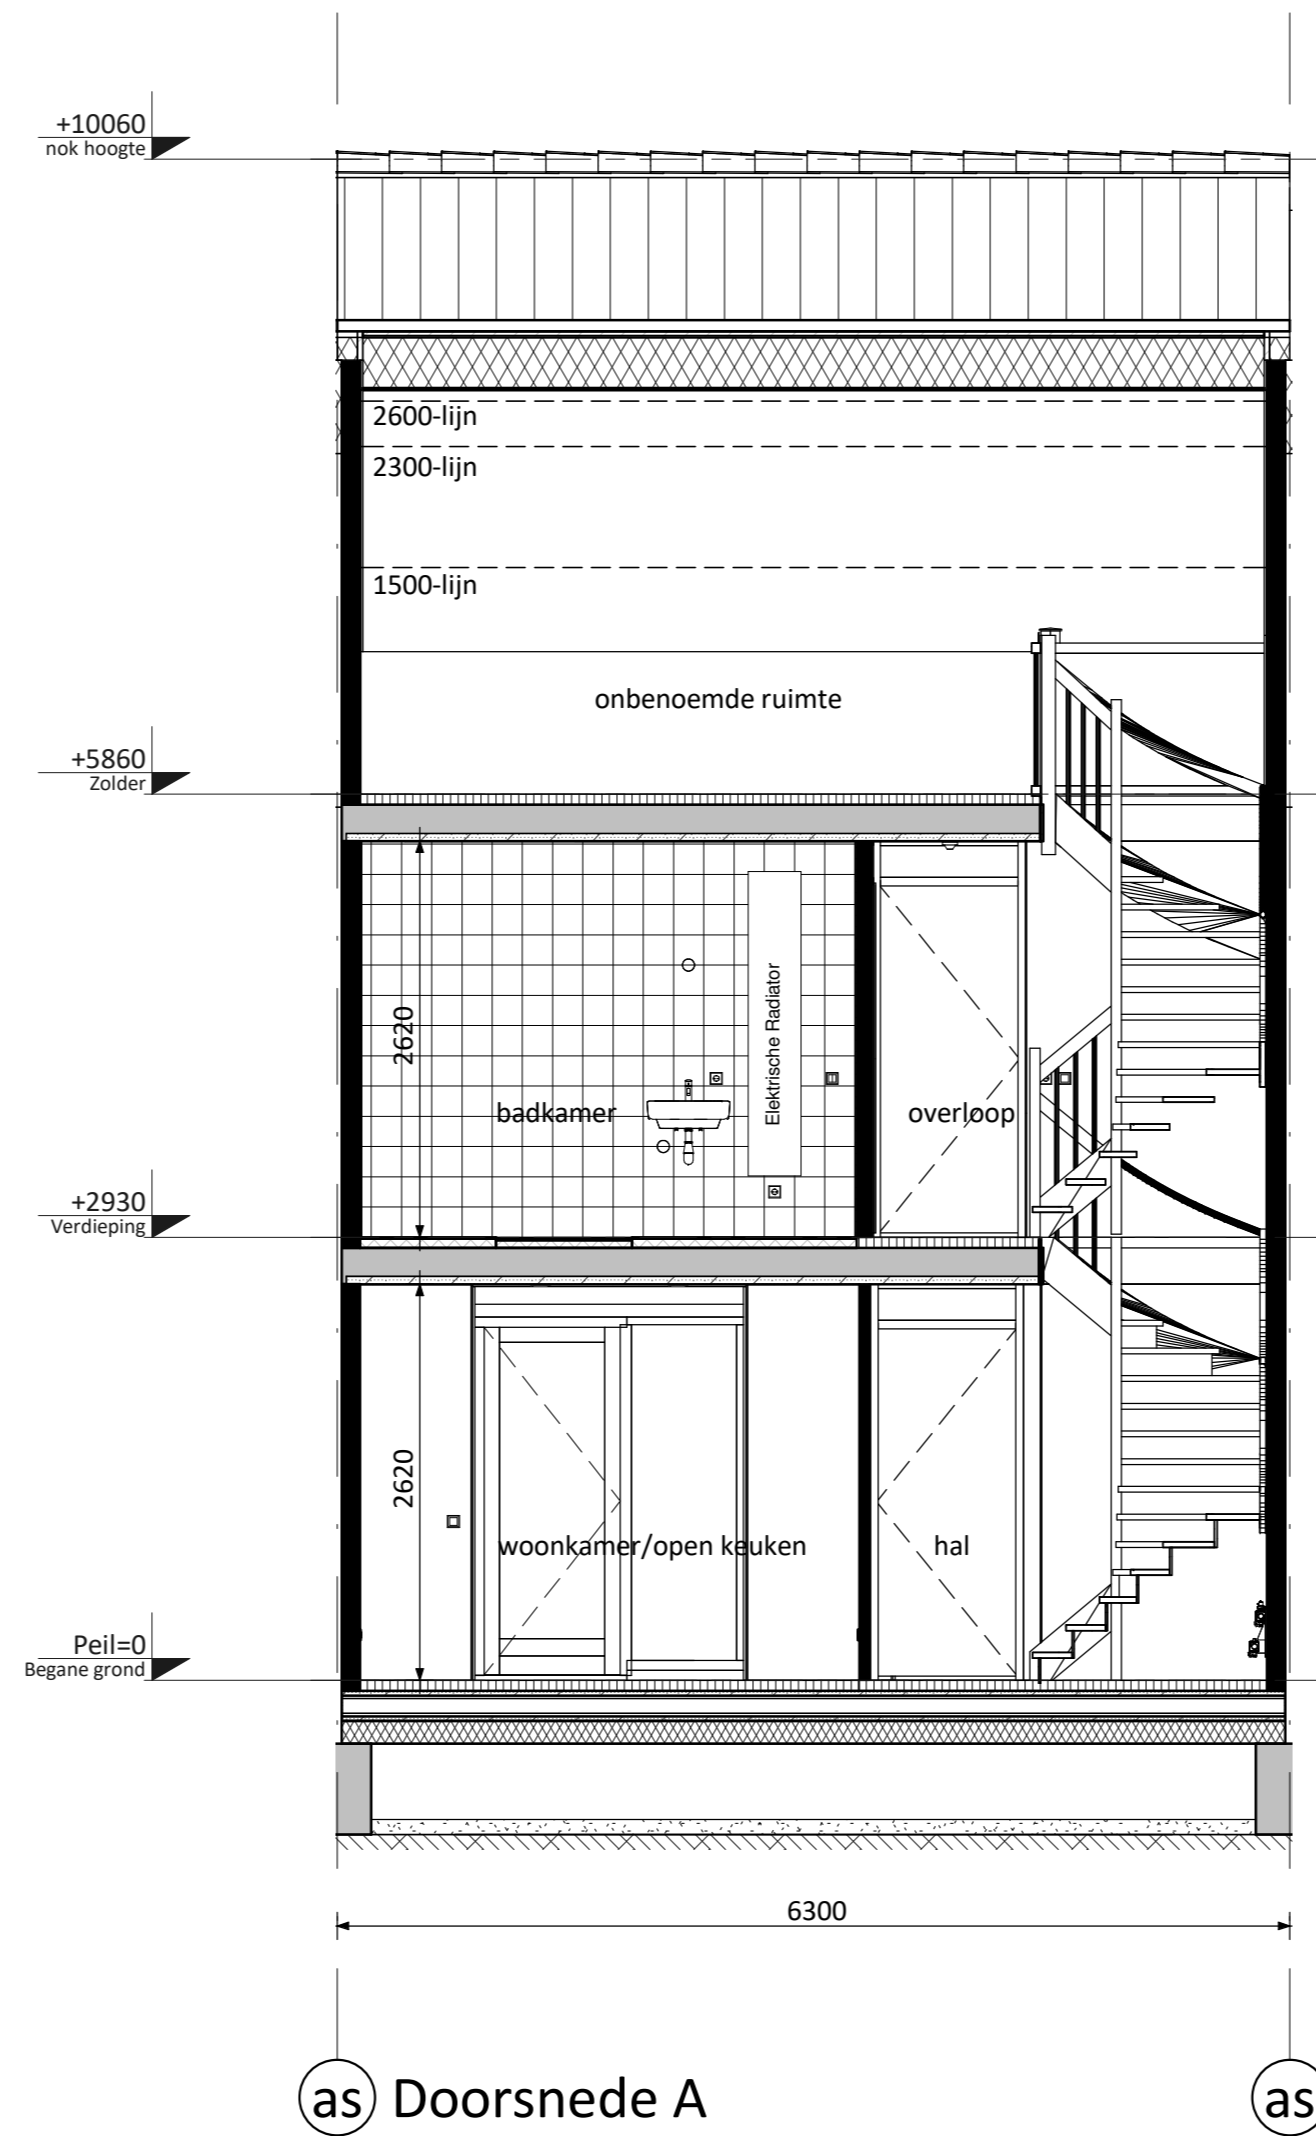 +10060
nok hoogte
2600-lijn
2300-lijn
1500-lijn
onbenoemde ruimte
+5860
Zolder
2620
Elektrische Radiator
badkamer
overloop
+2930
Verdieping
2620
woonkamer/open keuken
hal
Peil=0
Begane grond
6300
as Doorsnede A
as